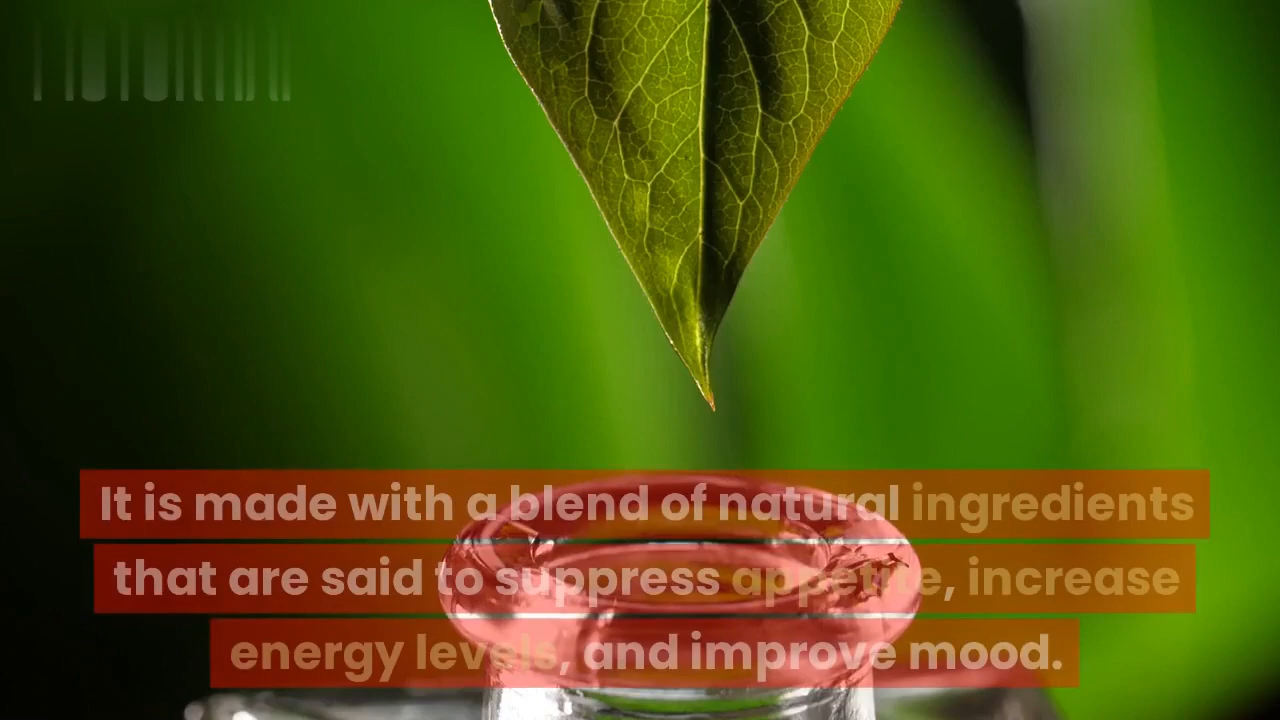 It is made with a blend of natural ingredients
that are said to suppress appetite, increase
energy levels, and improve mood.